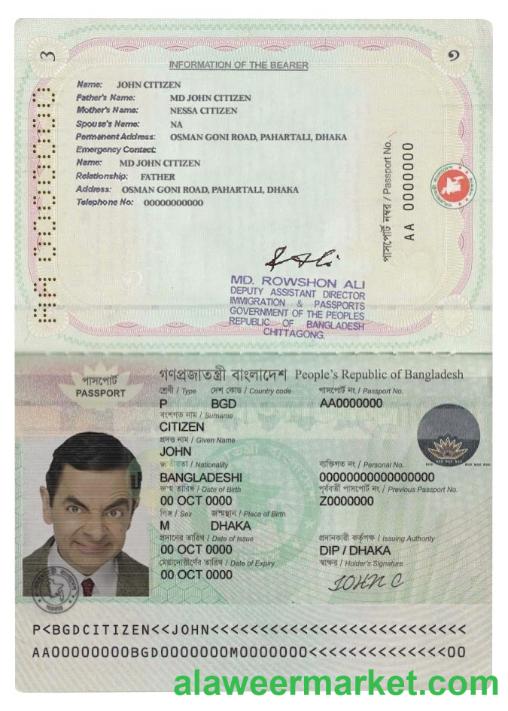 3
৩
INFORMATION OF THE BEARER
Name: JOHN CITIZEN
Father's Name: MD JOHN CITIZEN
Mother's Name: NESSA CITIZEN
Spouse's Name: NA
Permanent Address: OSMAN GONI ROAD, PAHARTALI, DHAKA
Emergency Contact:
Name: MD JOHN CITIZEN
Relationship: FATHER
Address: OSMAN GONI ROAD, PAHARTALI, DHAKA
Telephone No: 00000000000
পাসপোর্ট নম্বর / Passport No.
AA 0000000
MD. ROWSHON ALI
DEPUTY ASSISTANT DIRECTOR
IMMIGRATION & PASSPORTS
GOVERNMENT OF THE PEOPLES
REPUBLIC OF BANGLADESH
CHITTAGONG.
গণপ্রজাতন্ত্রী বাংলাদেশ People's Republic of Bangladesh
পাসপোর্ট
PASSPORT
শ্রেণী / Type দেশ কোড / Country code পাসপোর্ট নং / Passport No.
P BGD AA0000000
বংশগত নাম / Surname
CITIZEN
প্রদত্ত নাম / Given Name
JOHN
জাতীয়তা / Nationality ব্যক্তিগত নং / Personal No.
BANGLADESHI 00000000000000000
জন্ম তারিখ / Date of Birth পূর্ববর্তী পাসপোর্ট নং / Previous Passport No.
00 OCT 0000 Z0000000
লিঙ্গ / Sex জন্মস্থান / Place of Birth
M DHAKA
প্রদানের তারিখ / Date of Issue প্রদানকারী কর্তৃপক্ষ / Issuing Authority
00 OCT 0000 DIP / DHAKA
মেয়াদোত্তীর্ণের তারিখ / Date of Expiry স্বাক্ষর / Holder's Signature
00 OCT 0000 JOHN C
P<BGDCITIZEN<<JOHN<<<<<<<<<<<<<<<<<<<<<<<<<<
AA00000000BGD0000000M0000000<<<<<<<<<<<<<<00
alaweermarket.com